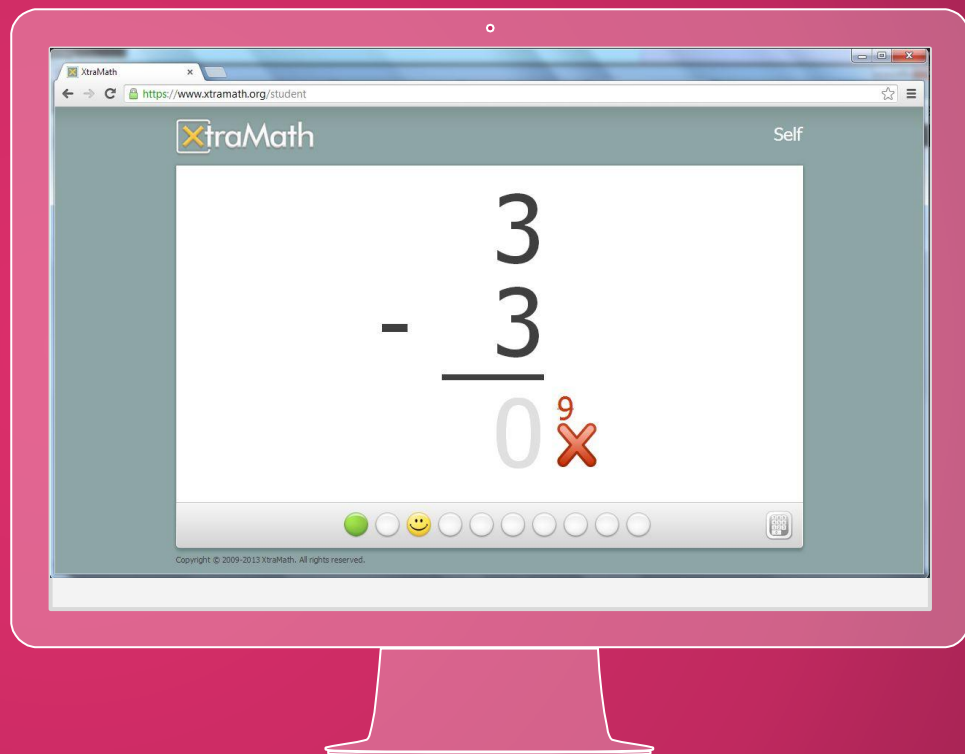 XtraMath
https://www.xtramath.org/student
XtraMath
Self
3
- 3
0 9
Copyright © 2009-2013 XtraMath. All rights reserved.